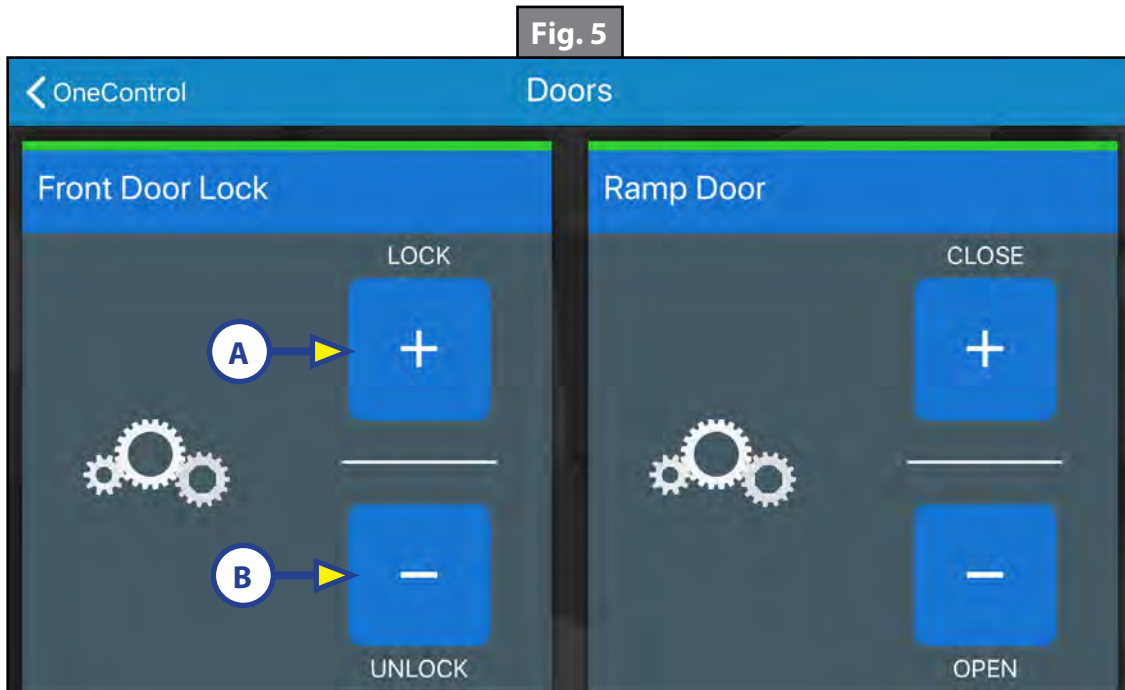 Fig. 5
OneControl Doors
Front Door Lock
LOCK
A +
B −
UNLOCK
Ramp Door
CLOSE
+
−
OPEN